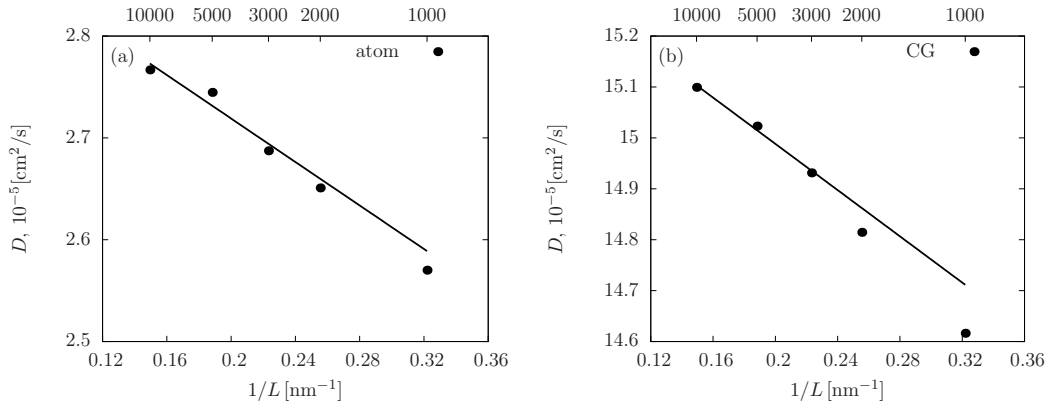 10000 5000 3000 2000 1000
2.8
(a)
atom
2.7
2.6
2.5
D, 10⁻⁵[cm²/s]
0.12 0.16 0.2 0.24 0.28 0.32 0.36
1/L [nm⁻¹]
10000 5000 3000 2000 1000
15.2
(b)
CG
15.1
15
14.9
14.8
14.7
14.6
D, 10⁻⁵[cm²/s]
0.12 0.16 0.2 0.24 0.28 0.32 0.36
1/L [nm⁻¹]